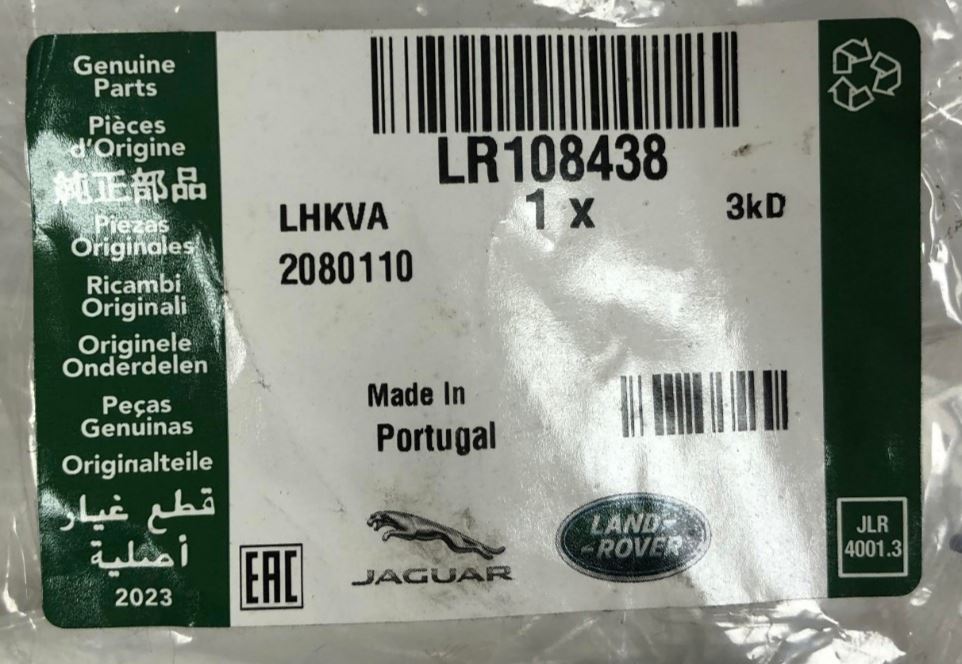 Genuine
Parts
Pièces
d'Origine
純正部品
Piezas
Originales
Ricambi
Originali
Originele
Onderdelen
Peças
Genuinas
Originalteile
قطع غيار
أصلية
2023
LR108438
1 x
LHKVA
3kD
2080110
Made In
Portugal
EAC
JAGUAR
LAND-
-ROVER
JLR
4001.3